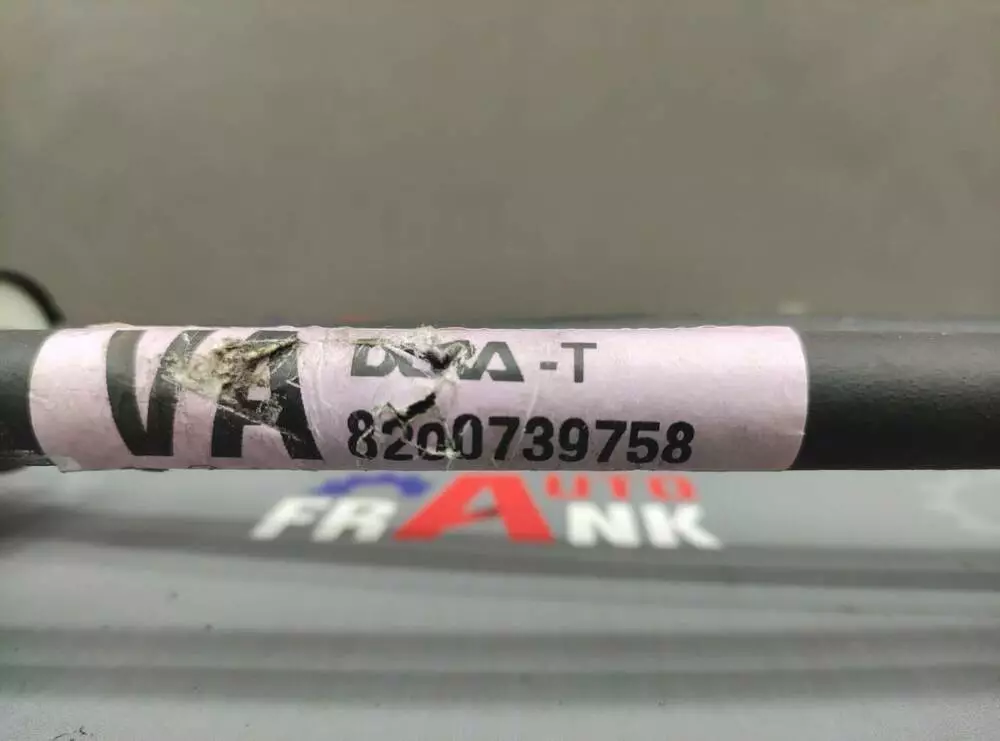 VA
-T
8200739758
AUTO
FRANK